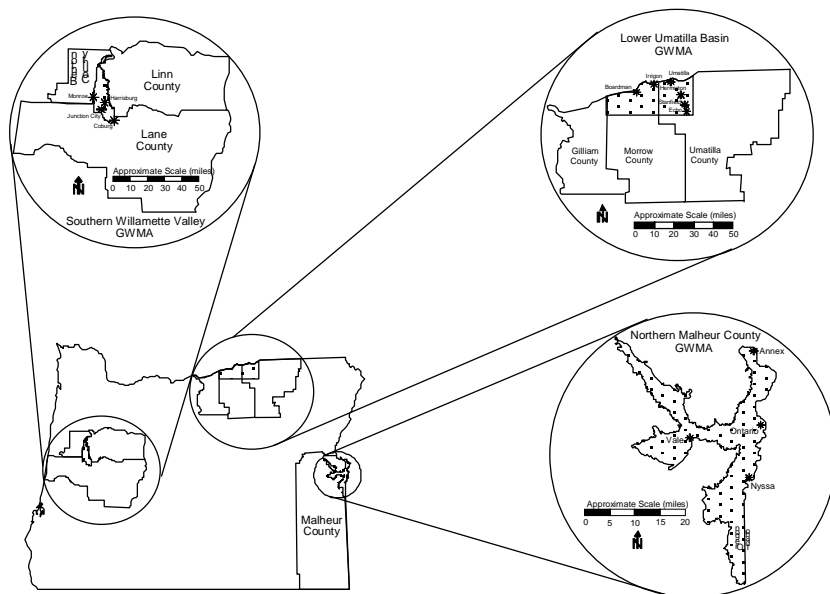 Linn
County
Monroe
Harrisburg
Junction City
Coburg
Lane
County
Approximate Scale (miles)
0 10 20 30 40 50
N
Southern Willamette Valley
GWMA
Lower Umatilla Basin
GWMA
Umatilla
Irrigon
Boardman
Hermiston
Stanfield
Echo
Gilliam
County
Morrow
County
Umatilla
County
Approximate Scale (miles)
N
0 10 20 30 40 50
Northern Malheur County
GWMA
Annex
Ontario
Vale
Nyssa
Approximate Scale (miles)
0 5 10 15 20
N
Malheur
County
N